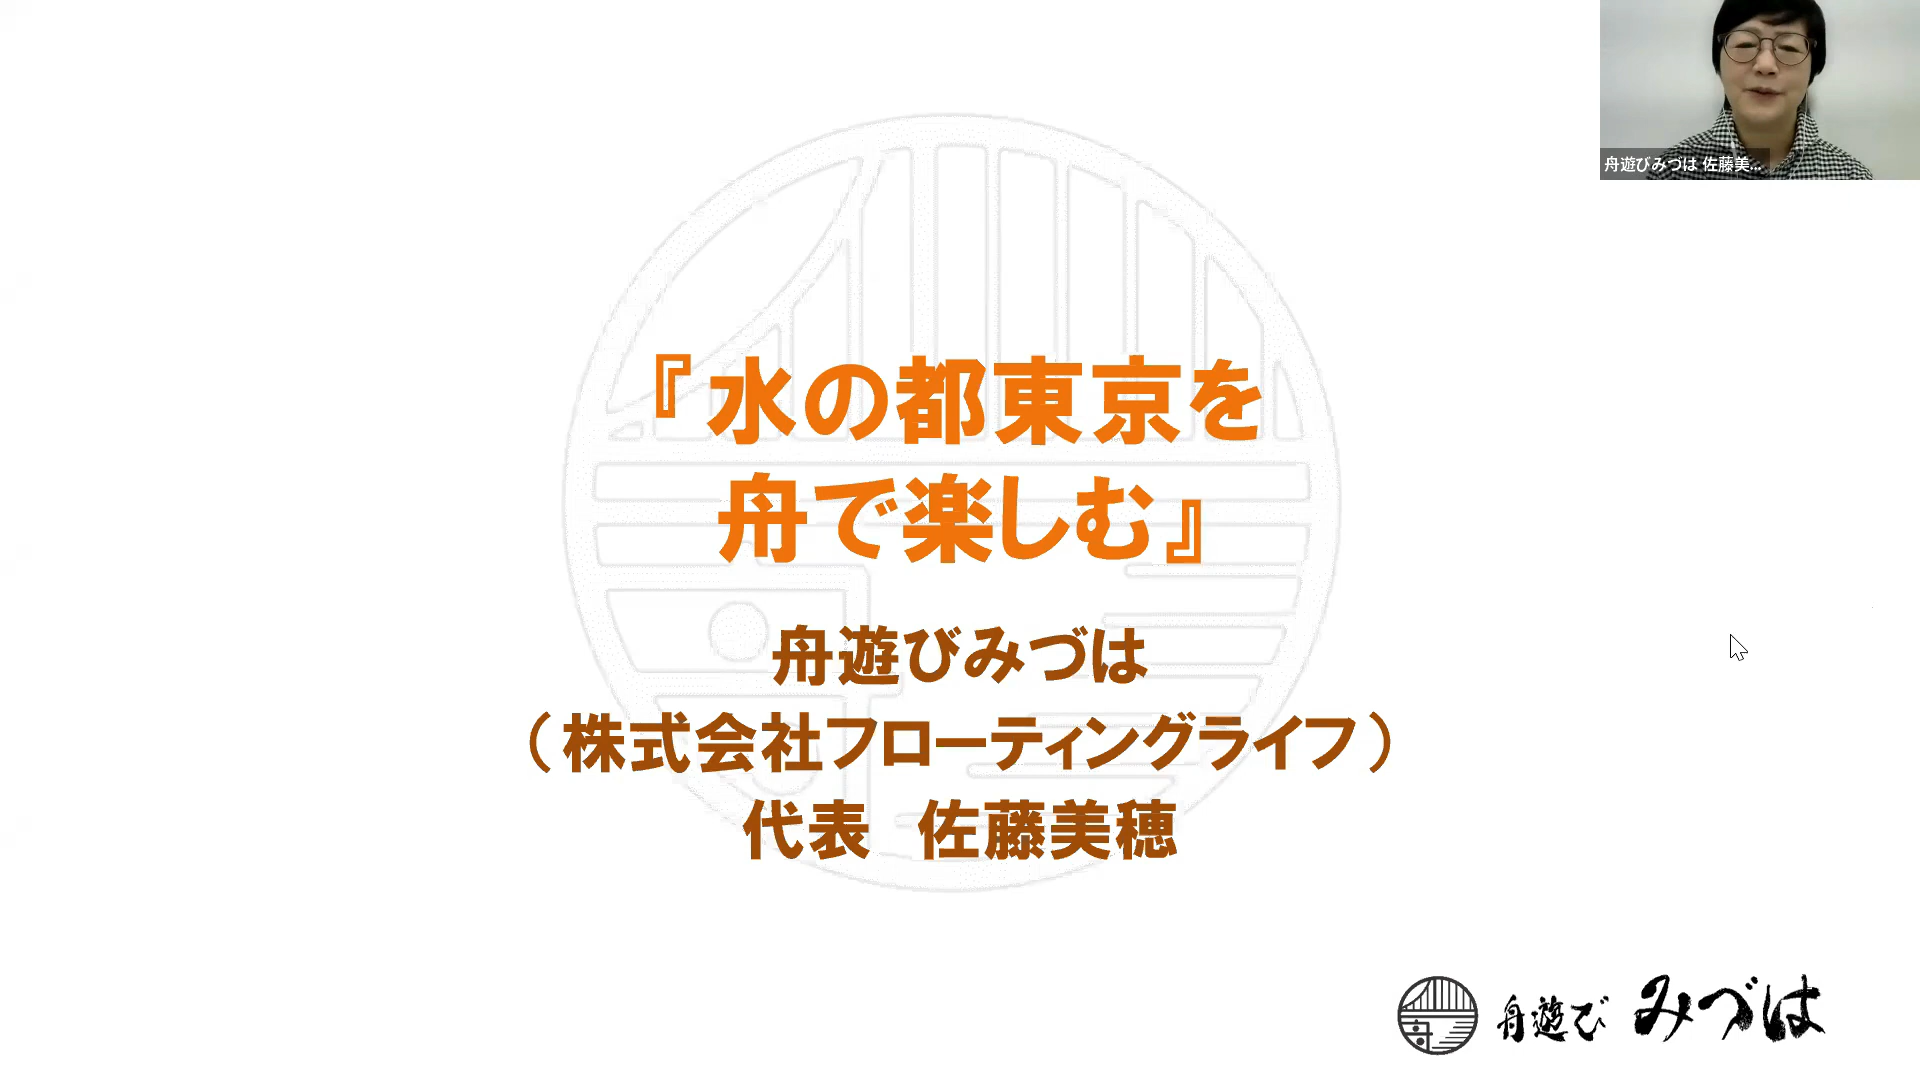 舟遊びみづは 佐藤美...
『水の都東京を
舟で楽しむ』
舟遊びみづは
（株式会社フローティングライフ）
代表　佐藤美穂
舟遊び みづは